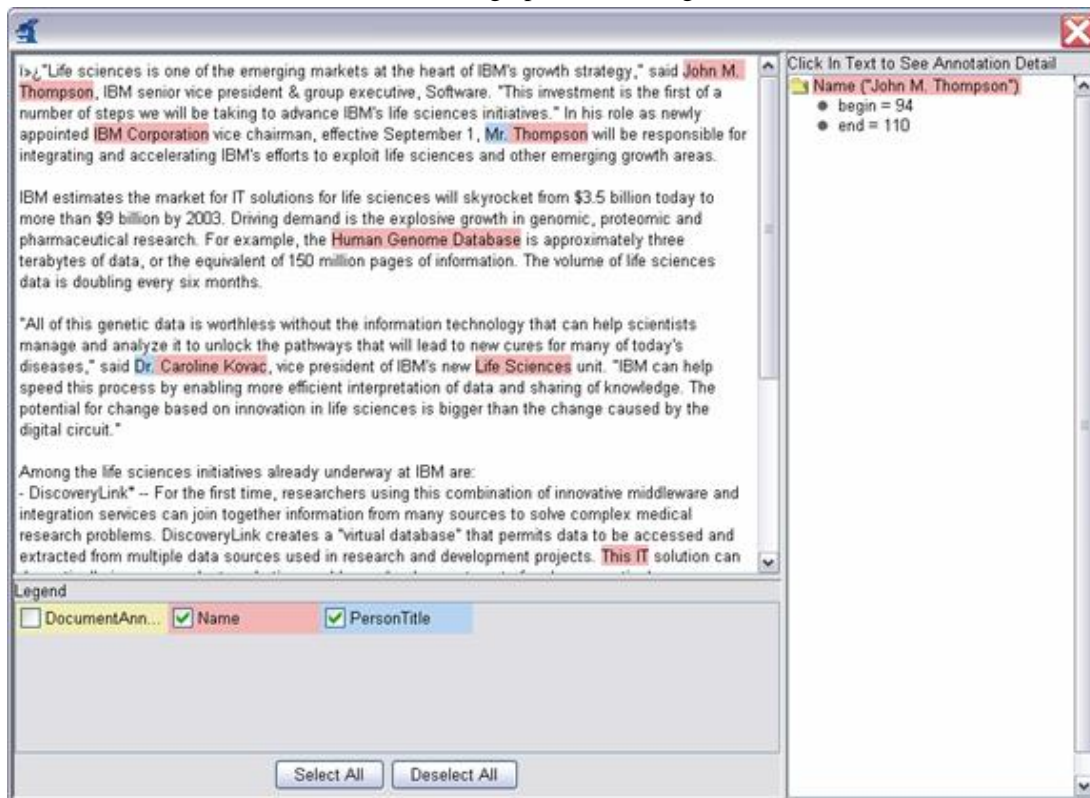 ï»¿"Life sciences is one of the emerging markets at the heart of IBM's growth strategy," said John M.
Thompson, IBM senior vice president & group executive, Software. "This investment is the first of a
number of steps we will be taking to advance IBM's life sciences initiatives." In his role as newly
appointed IBM Corporation vice chairman, effective September 1, Mr. Thompson will be responsible for
integrating and accelerating IBM's efforts to exploit life sciences and other emerging growth areas.
IBM estimates the market for IT solutions for life sciences will skyrocket from $3.5 billion today to
more than $9 billion by 2003. Driving demand is the explosive growth in genomic, proteomic and
pharmaceutical research. For example, the Human Genome Database is approximately three
terabytes of data, or the equivalent of 150 million pages of information. The volume of life sciences
data is doubling every six months.
"All of this genetic data is worthless without the information technology that can help scientists
manage and analyze it to unlock the pathways that will lead to new cures for many of today's
diseases," said Dr. Caroline Kovac, vice president of IBM's new Life Sciences unit. "IBM can help
speed this process by enabling more efficient interpretation of data and sharing of knowledge. The
potential for change based on innovation in life sciences is bigger than the change caused by the
digital circuit."
Among the life sciences initiatives already underway at IBM are:
- DiscoveryLink* -- For the first time, researchers using this combination of innovative middleware and
integration services can join together information from many sources to solve complex medical
research problems. DiscoveryLink creates a "virtual database" that permits data to be accessed and
extracted from multiple data sources used in research and development projects. This IT solution can
Click In Text to See Annotation Detail
Name ("John M. Thompson")
begin = 94
end = 110
Legend
DocumentAnn...
Name
PersonTitle
Select All
Deselect All